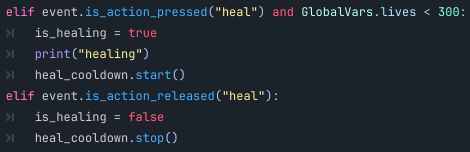 elif event.is_action_pressed("heal") and GlobalVars.lives < 300:
is_healing = true
print("healing")
heal_cooldown.start()
elif event.is_action_released("heal"):
is_healing = false
heal_cooldown.stop()